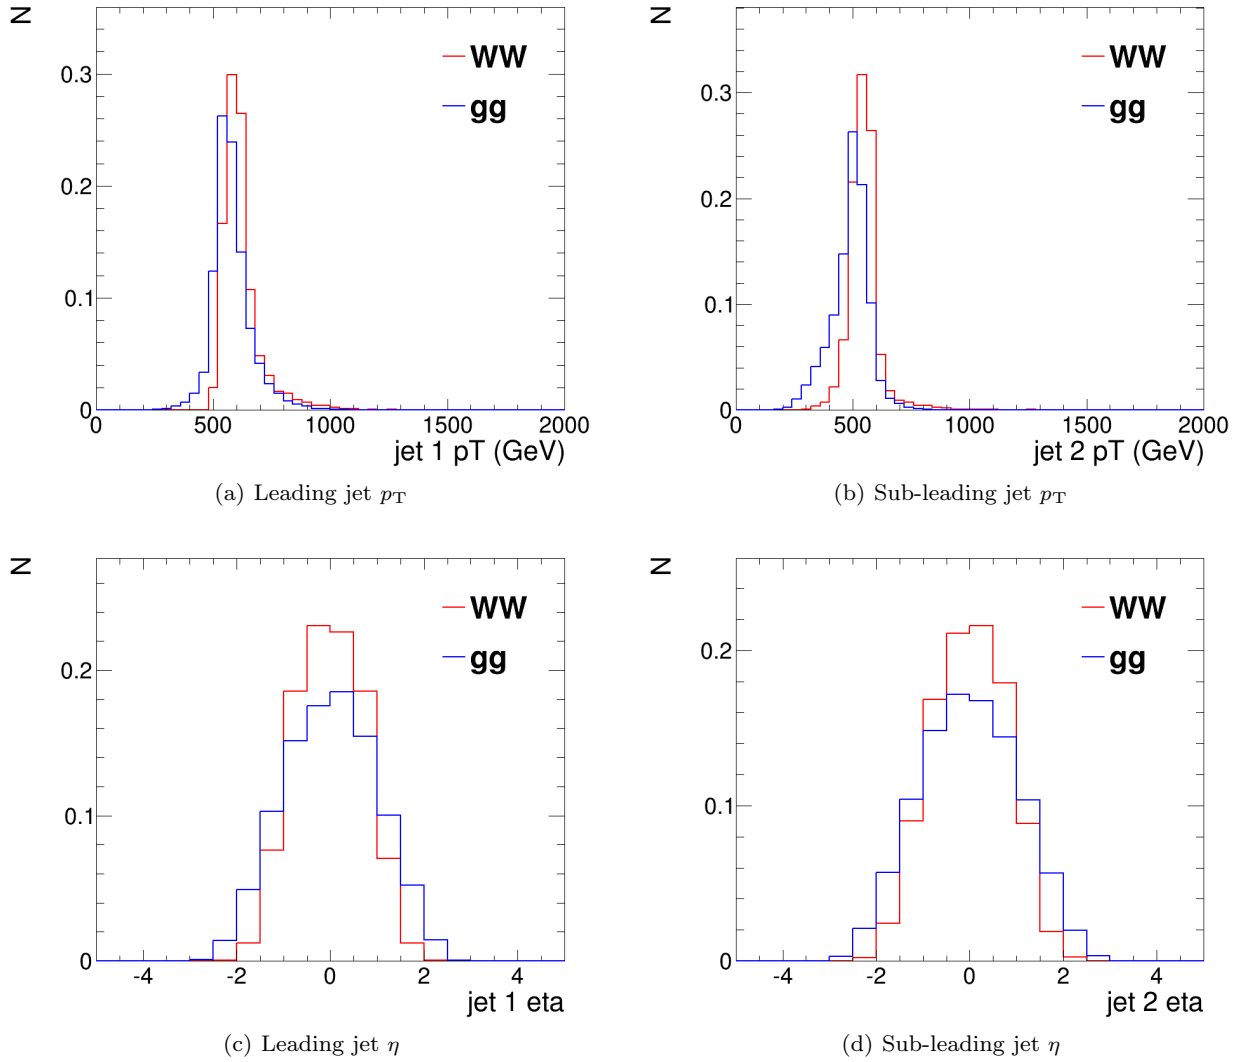 N
WW
gg
0.3
0.2
0.1
0
0 500 1000 1500 2000
jet 1 pT (GeV)
(a) Leading jet pT
N
WW
gg
0.3
0.2
0.1
0
0 500 1000 1500 2000
jet 2 pT (GeV)
(b) Sub-leading jet pT
N
WW
gg
0.2
0.1
0
-4 -2 0 2 4
jet 1 eta
(c) Leading jet η
N
WW
gg
0.2
0.1
0
-4 -2 0 2 4
jet 2 eta
(d) Sub-leading jet η